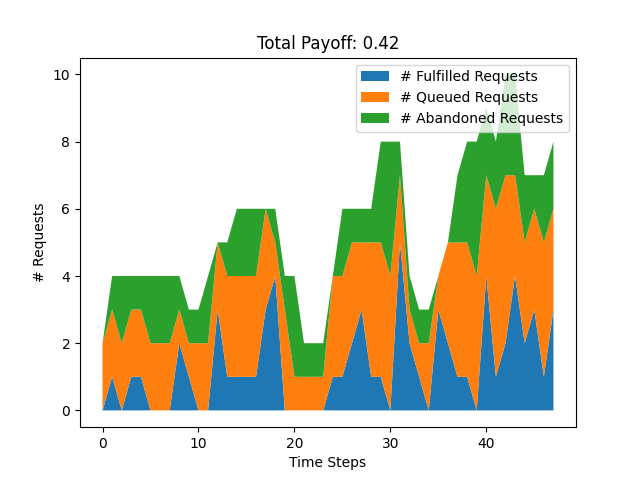 Total Payoff: 0.42
# Fulfilled Requests
# Queued Requests
# Abandoned Requests
# Requests
10
8
6
4
2
0
0
10
20
30
40
Time Steps